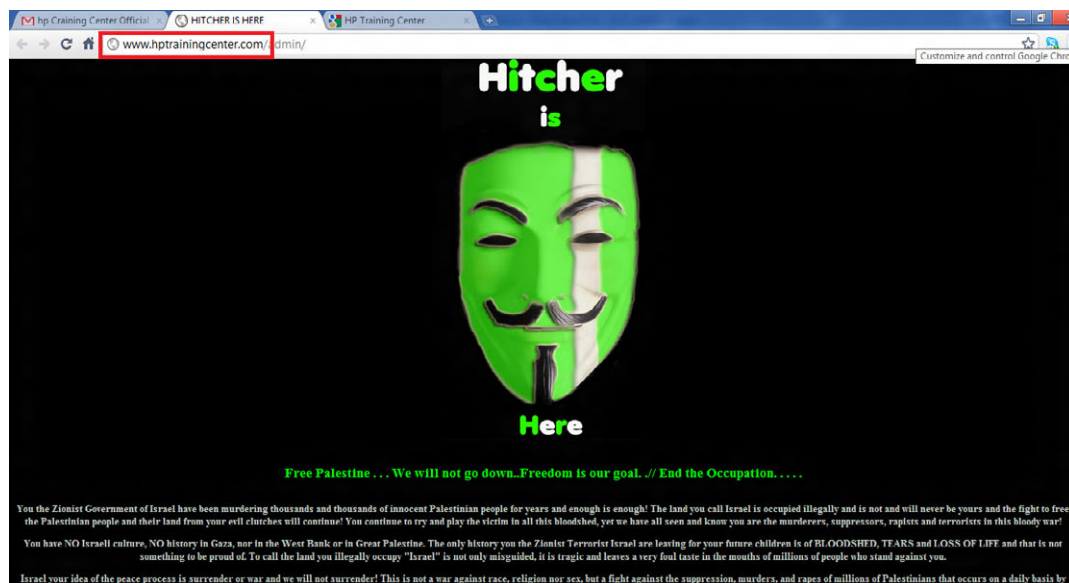 hp Craining Center Official
HITCHER IS HERE
HP Training Center
www.hptrainingcenter.com/admin/
Customize and control Google Chro
Hitcher
is
Here
Free Palestine . . . We will not go down..Freedom is our goal. .// End the Occupation. . . . .
You the Zionist Government of Israel have been murdering thousands and thousands of innocent Palestinian people for years and enough is enough! The land you call Israel is occupied illegally and is not and will never be yours and the fight to free
the Palestinian people and their land from your evil clutches will continue! You continue to try and play the victim in all this bloodshed, yet we have all seen and know you are the murderers, suppressors, rapists and terrorists in this bloody war!
You have NO Israeli culture, NO history in Gaza, nor in the West Bank or in Great Palestine. The only history you the Zionist Terrorist Israel are leaving for your future children is of BLOODSHED, TEARS and LOSS OF LIFE and that is not
something to be proud of. To call the land you illegally occupy "Israel" is not only misguided, it is tragic and leaves a very foul taste in the mouths of millions of people who stand against you.
Israel your idea of the peace process is surrender or war and we will not surrender! This is not a war against race, religion nor sex, but a fight against the suppression, murders, and rapes of millions of Palestinians that occurs on a daily basis by